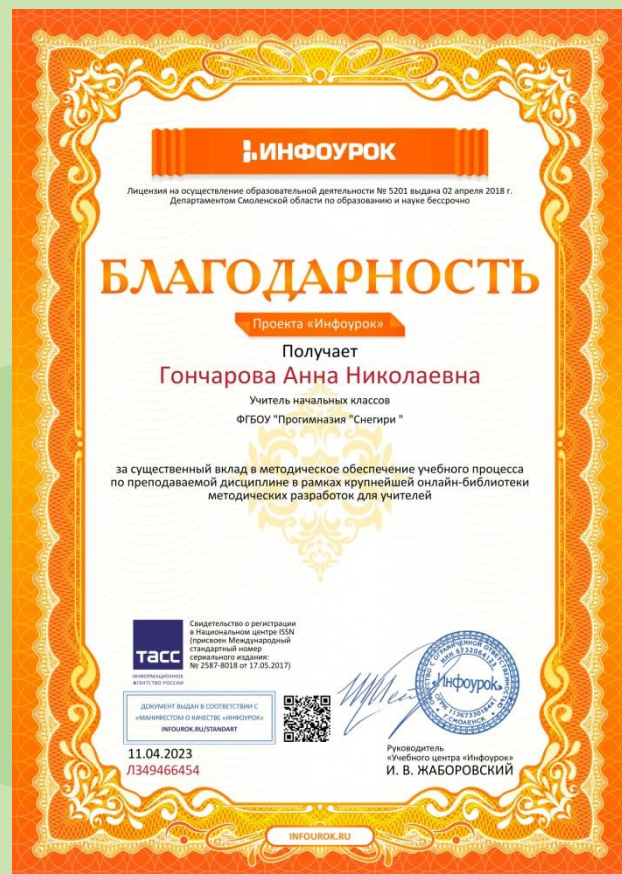 ИНФОУРОК
Лицензия на осуществление образовательной деятельности № 5201 выдана 02 апреля 2018 г.
Департаментом Смоленской области по образованию и науке бессрочно
БЛАГОДАРНОСТЬ
Проекта «Инфоурок»
Получает
Гончарова Анна Николаевна
Учитель начальных классов
ФГБОУ "Прогимназия "Снегири "
за существенный вклад в методическое обеспечение учебного процесса
по преподаваемой дисциплине в рамках крупнейшей онлайн-библиотеки
методических разработок для учителей
Свидетельство о регистрации
в Национальном центре ISSN
(присвоен Международный
стандартный номер
сериального издания:
№ 2587-8018 от 17.05.2017)
ТАСС
ИНФОРМАЦИОННОЕ
АГЕНТСТВО РОССИИ
ДОКУМЕНТ ВЫДАН В СООТВЕТСТВИИ С
«МАНИФЕСТОМ О КАЧЕСТВЕ «ИНФОУРОК»
INFOUROK.RU/STANDART
11.04.2023
Л349466454
ОБЩЕСТВО С ОГРАНИЧЕННОЙ ОТВЕТСТВЕННОСТЬЮ
«Инфоурок»
Г.СМОЛЕНСК
Руководитель
«Учебного центра «Инфоурок»
И. В. ЖАБОРОВСКИЙ
INFOUROK.RU